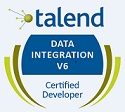 talend
DATA
INTEGRATION
V6
Certified
Developer